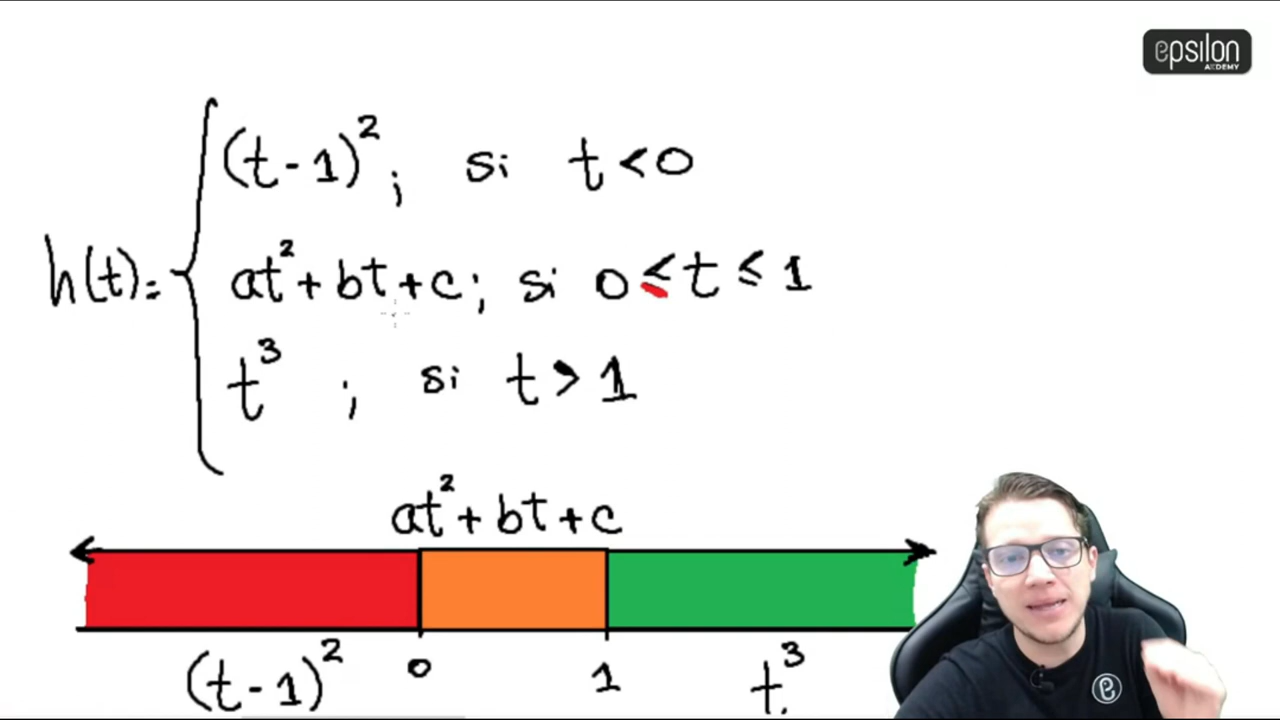 epsilon
AKDEMY
(t-1)²; si t<0
h(t)= at²+bt+c; si 0≤t≤1
t³ ; si t>1
at²+bt+c
(t-1)² 0 1 t³
e